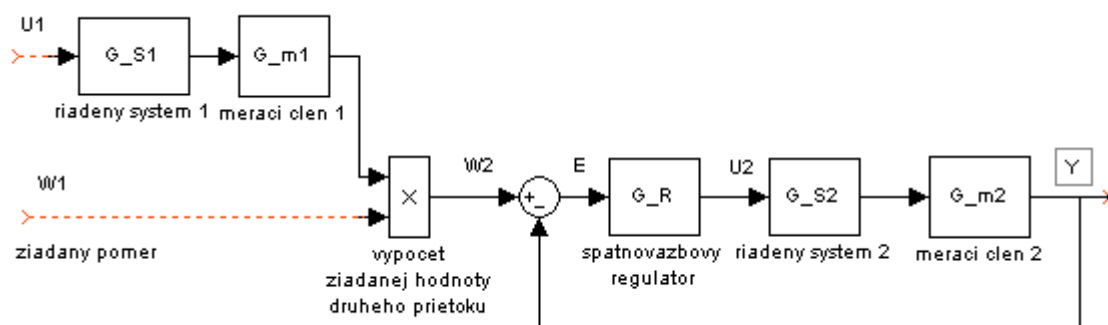 U1
G_S1
G_m1
riadeny system 1
meraci clen 1
W1
ziadany pomer
×
vypocet
ziadanej hodnoty
druheho prietoku
W2
+
-
E
G_R
spatnovazbovy
regulator
U2
G_S2
riadeny system 2
G_m2
meraci clen 2
Y